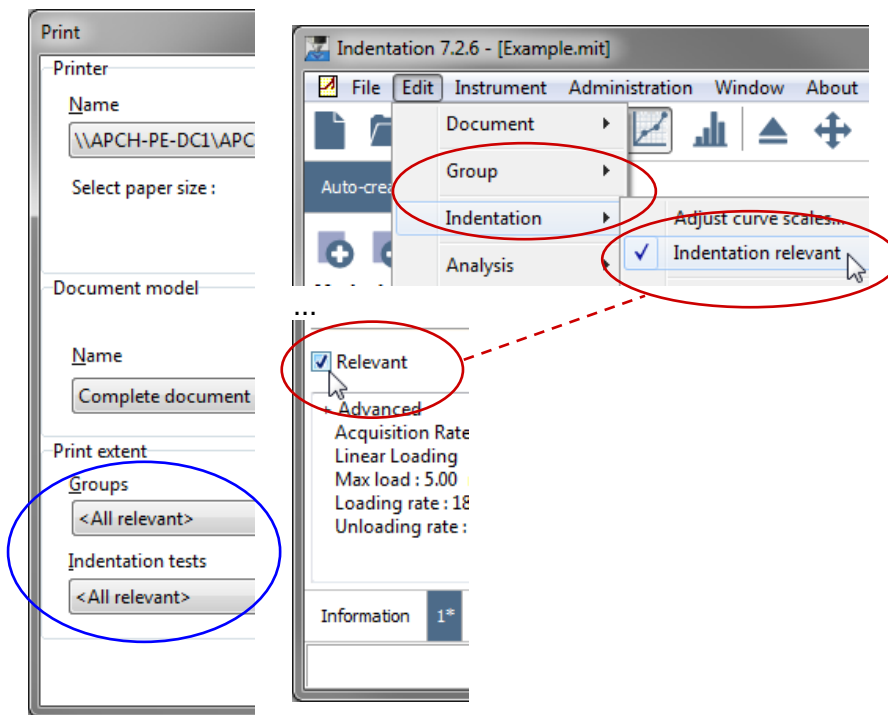 Print
Printer
Name
\\APCH-PE-DC1\APC
Select paper size :
Document model
Name
Complete document
Print extent
Groups
<All relevant>
Indentation tests
<All relevant>
Indentation 7.2.6 - [Example.mit]
File Edit Instrument Administration Window About
Document
Auto-crea
Group
Indentation
Analysis
Adjust curve scales...
Indentation relevant
...
Relevant
+ Advanced
Acquisition Rate
Linear Loading
Max load : 5.00
Loading rate : 18
Unloading rate :
Information 1*